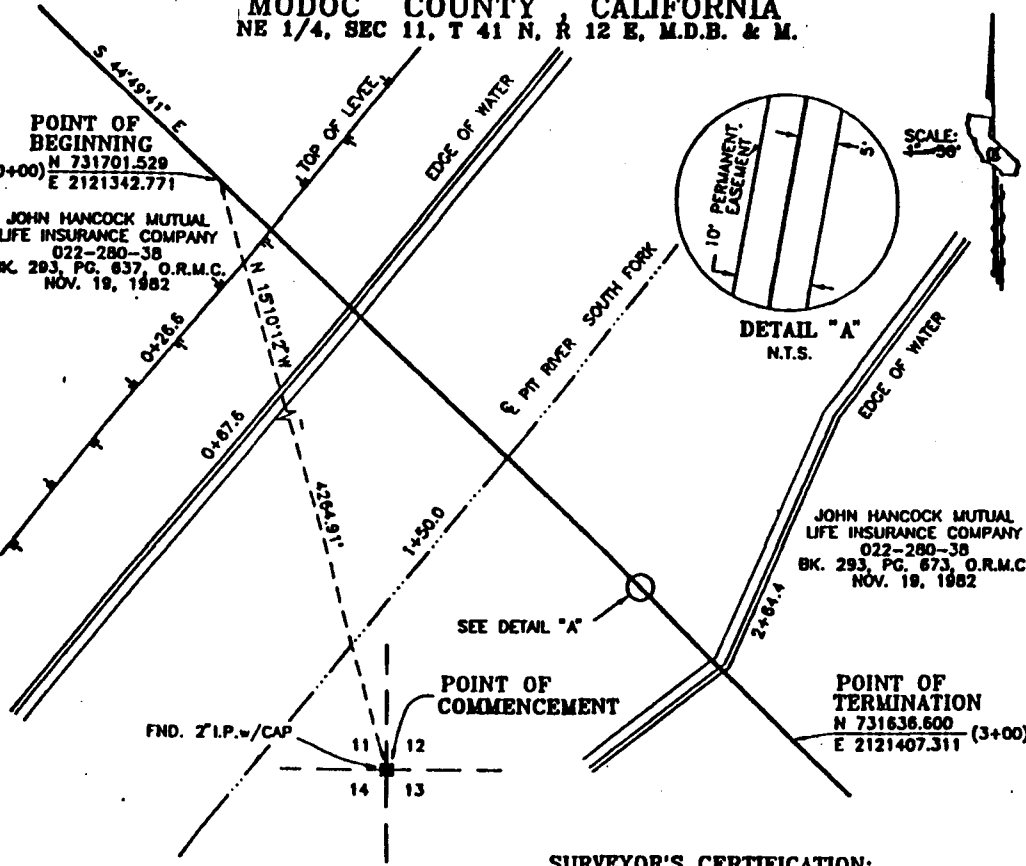 MODOC COUNTY , CALIFORNIA
NE 1/4, SEC 11, T 41 N, R 12 E, M.D.B. & M.
S 44°49'41" E
TOP OF LEVEE
EDGE OF WATER
POINT OF
BEGINNING
0+00) N 731701.529
E 2121342.771
JOHN HANCOCK MUTUAL
LIFE INSURANCE COMPANY
022-280-38
BK. 293, PG. 637, O.R.M.C.
NOV. 19, 1982
N 15°10'12" W
0+26.6
0+67.6
4264.91'
10' PERMANENT
EASEMENT
5'
DETAIL "A"
N.T.S.
SCALE:
℄ PIT RIVER SOUTH FORK
1+50.0
EDGE OF WATER
JOHN HANCOCK MUTUAL
LIFE INSURANCE COMPANY
022-280-38
BK. 293, PG. 673, O.R.M.C
NOV. 19, 1982
2+64.4
SEE DETAIL "A"
POINT OF
COMMENCEMENT
FND. 2" I.P.w/CAP
11 12
14 13
POINT OF
TERMINATION
N 731636.600
E 2121407.311 (3+00)
SURVEYOR'S CERTIFICATION: